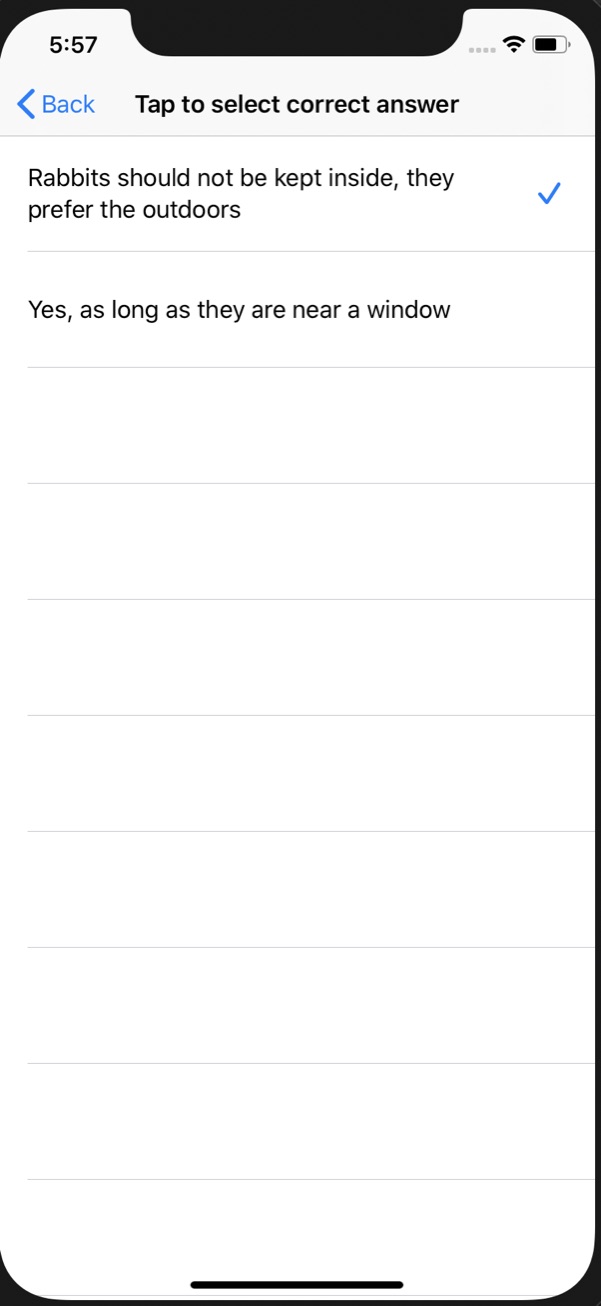 5:57
Back
Tap to select correct answer
Rabbits should not be kept inside, they
prefer the outdoors
Yes, as long as they are near a window